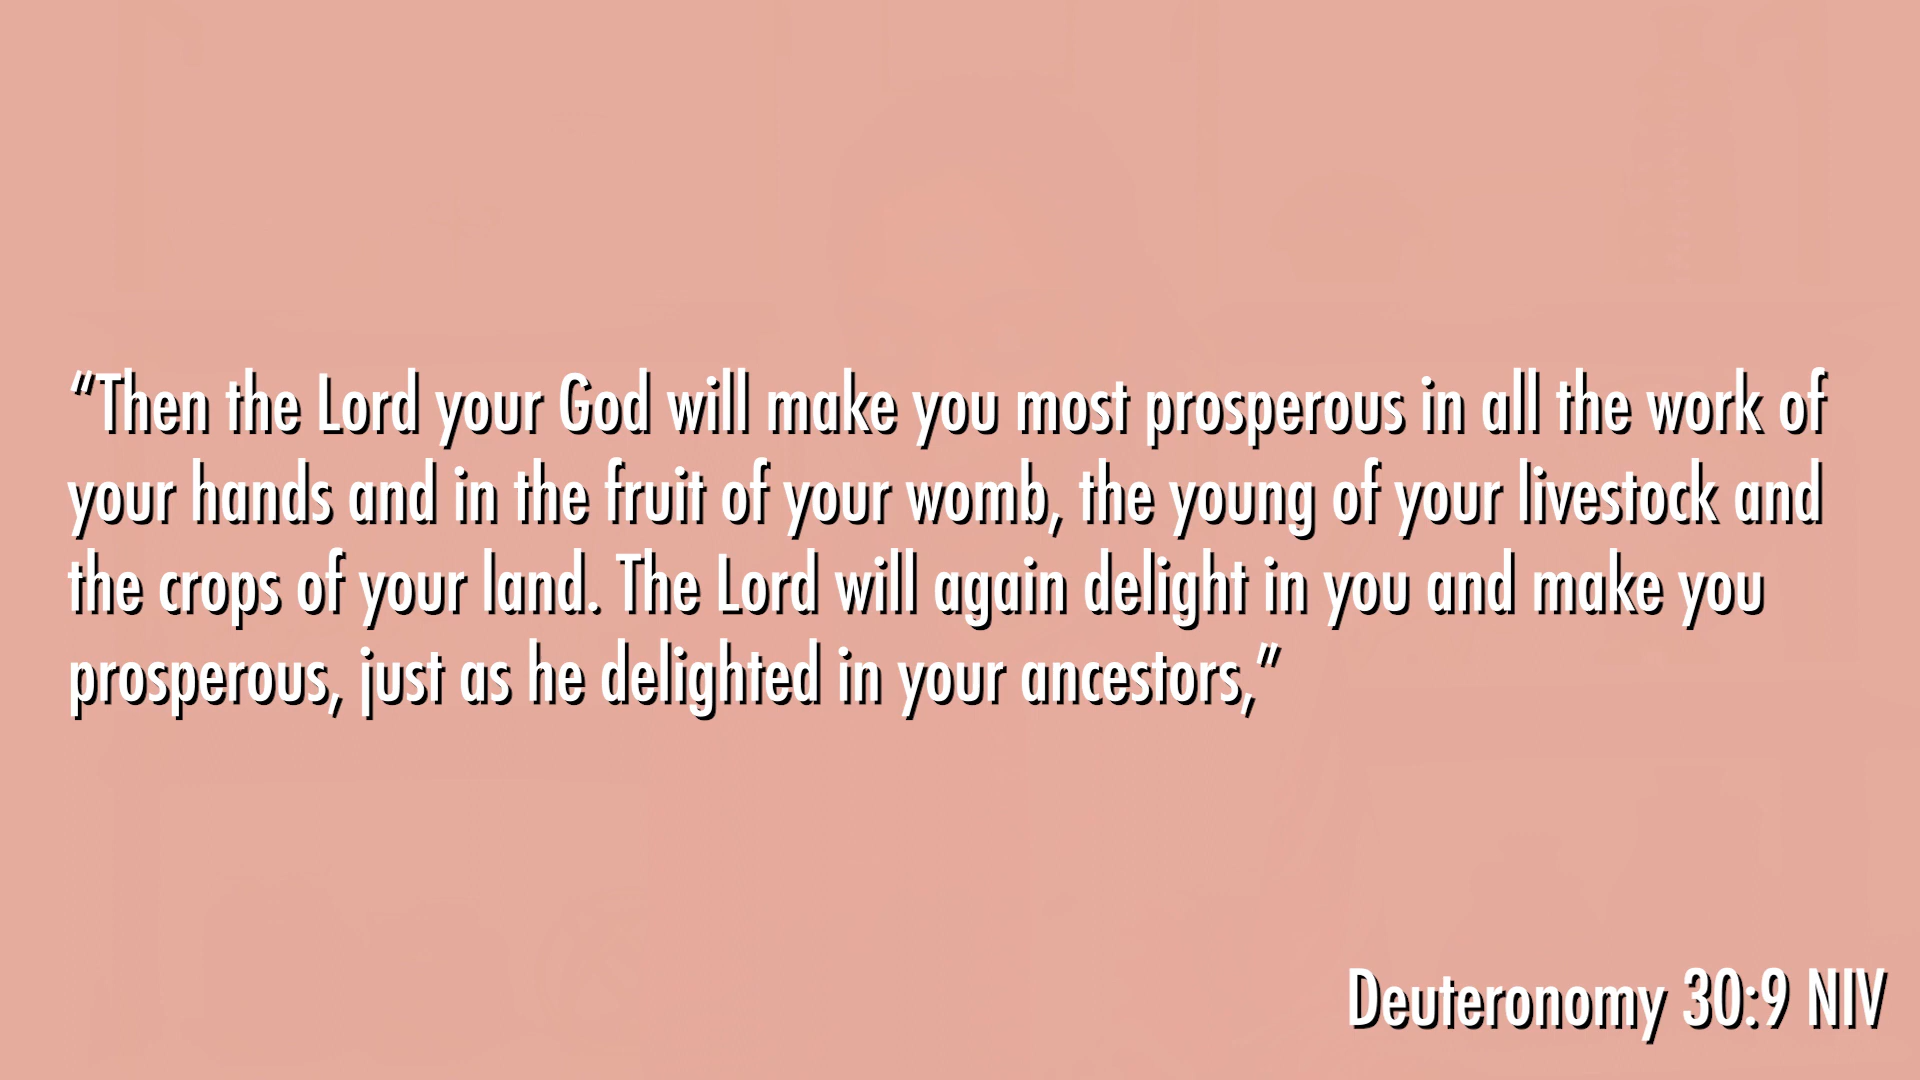 “Then the Lord your God will make you most prosperous in all the work of
your hands and in the fruit of your womb, the young of your livestock and
the crops of your land. The Lord will again delight in you and make you
prosperous, just as he delighted in your ancestors,”
Deuteronomy 30:9 NIV